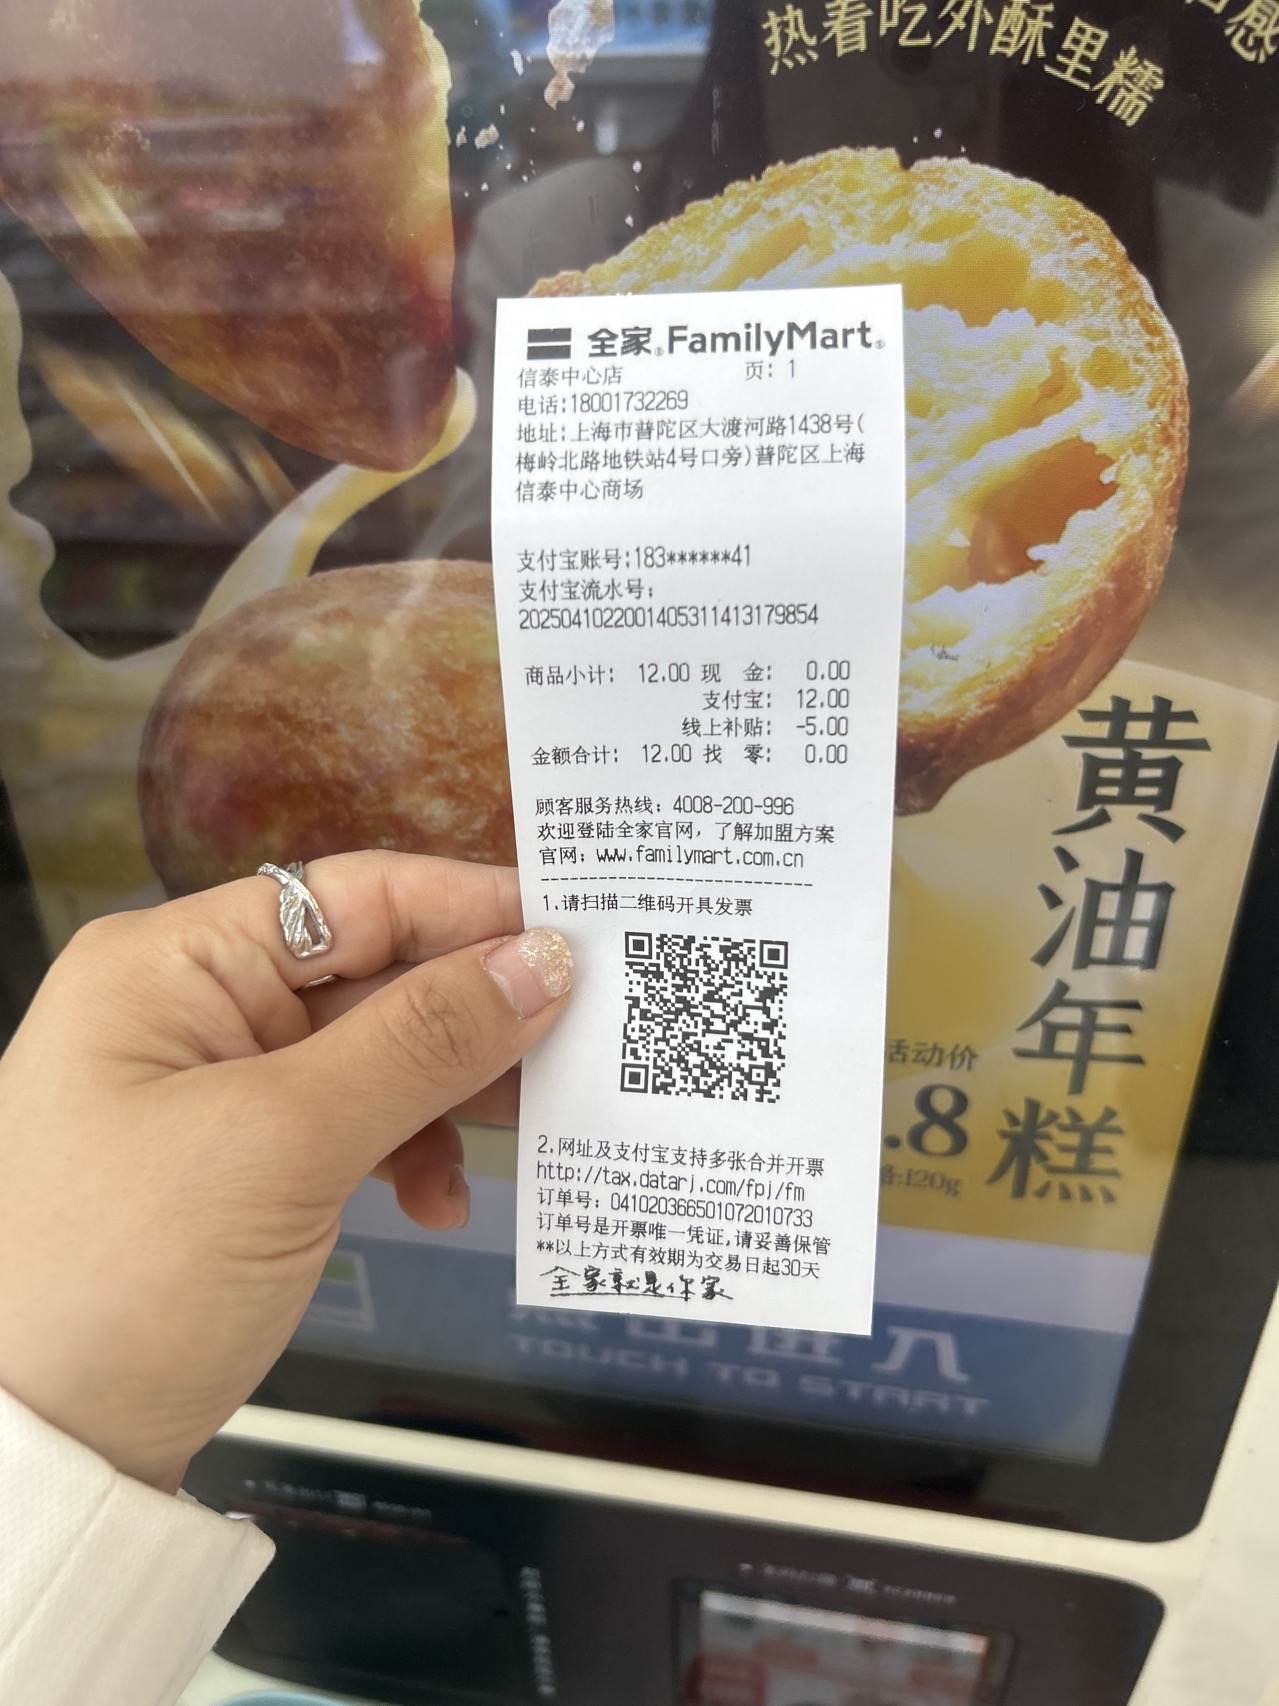 热着吃外酥里糯
全家 FamilyMart
信泰中心店 页: 1
电话:18001732269
地址:上海市普陀区大渡河路1438号(
梅岭北路地铁站4号口旁)普陀区上海
信泰中心商场
支付宝账号:183******41
支付宝流水号:
2025041022001405311413179854
商品小计: 12.00 现 金: 0.00
支付宝: 12.00
线上补贴: -5.00
金额合计: 12.00 找 零: 0.00
顾客服务热线: 4008-200-996
欢迎登陆全家官网, 了解加盟方案
官网: www.familymart.com.cn
----------------------------
1.请扫描二维码开具发票
2.网址及支付宝支持多张合并开票
http://tax.datarj.com/fpj/fm
订单号: 041020366501072010733
订单号是开票唯一凭证,请妥善保管
**以上方式有效期为交易日起30天
全家就是你家
黄油年糕
活动价
.8
:120g
点击进入
TOUCH TO START